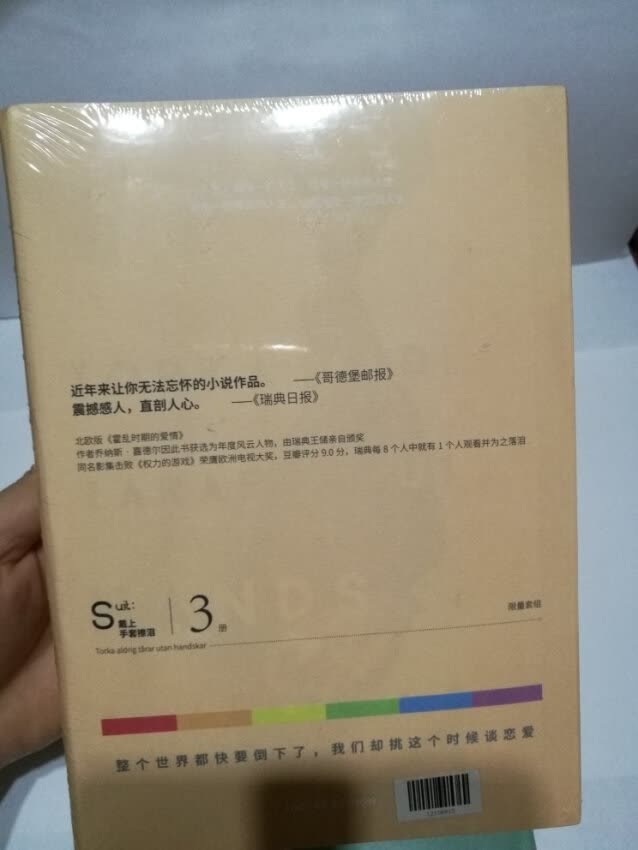 近年来让你无法忘怀的小说作品。 ——《哥德堡邮报》
震撼感人，直剖人心。 ——《瑞典日报》
北欧版《霍乱时期的爱情》
作者乔纳斯·嘉德尔因此书获选为年度风云人物，由瑞典王储亲自颁奖
同名影集击败《权力的游戏》荣膺欧洲电视大奖，豆瓣评分 9.0 分，瑞典每 8 个人中就有 1 个人观看并为之落泪
戴上
手套擦泪
3 册
限量套组
Torka aldrig tårar utan handskar
整个世界都快要倒下了，我们却挑这个时候谈恋爱